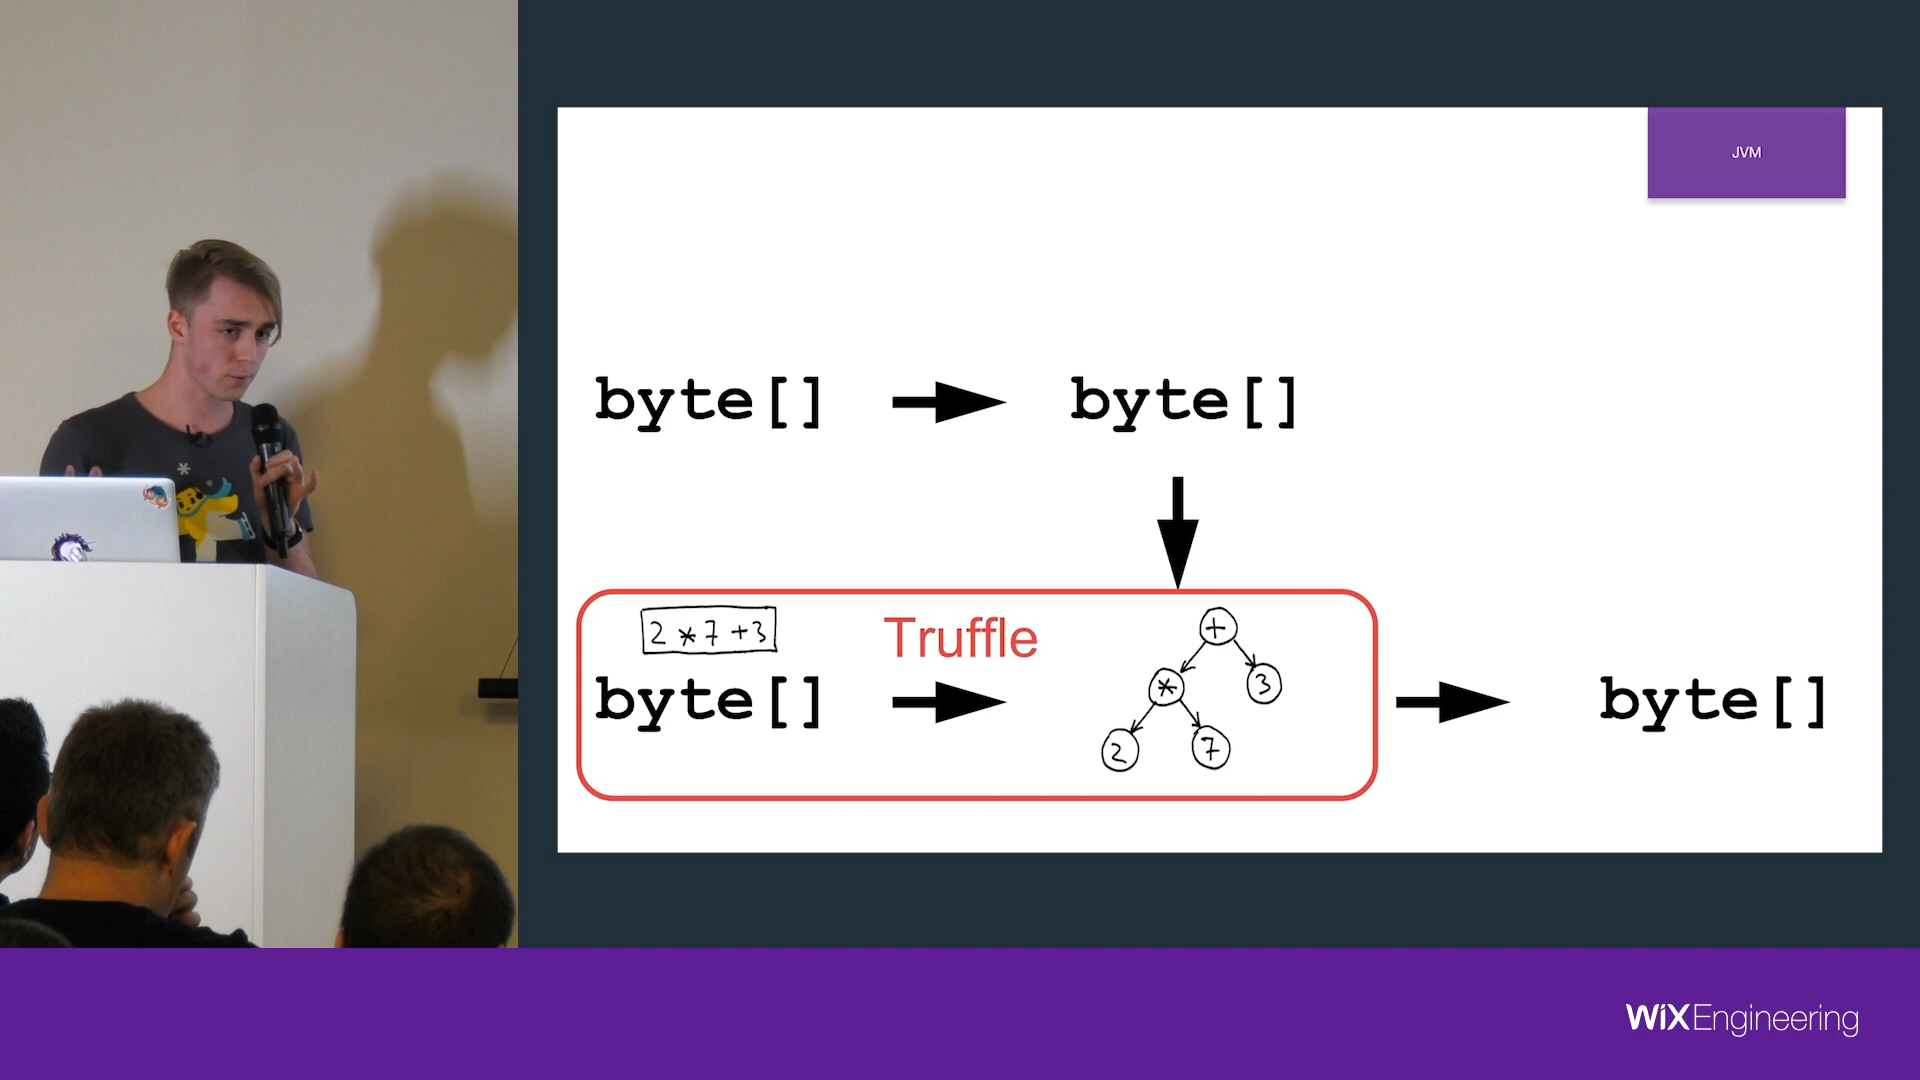 JVM
byte[] byte[]
2*7+3
Truffle
+
* 3
byte[]
2 7
byte[]
WiX Engineering